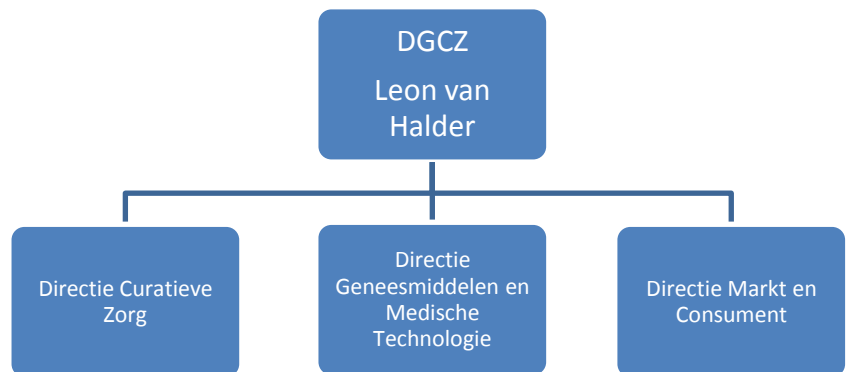 DGCZ
Leon van
Halder
Directie Curatieve
Zorg
Directie
Geneesmiddelen en
Medische
Technologie
Directie Markt en
Consument